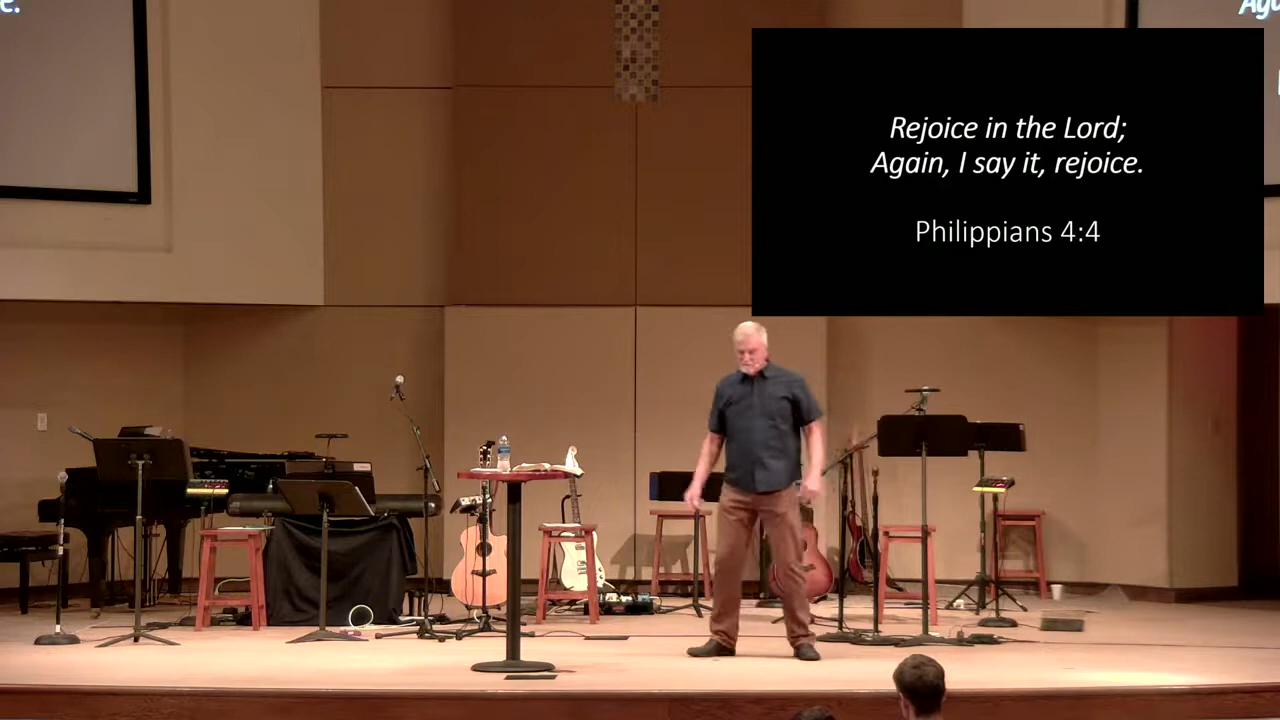 e.
Rejoice in the Lord;
Again, I say it, rejoice.
Philippians 4:4